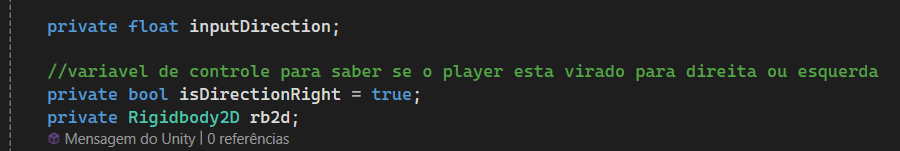 private float inputDirection;
//variavel de controle para saber se o player esta virado para direita ou esquerda
private bool isDirectionRight = true;
private Rigidbody2D rb2d;
Mensagem do Unity | 0 referências